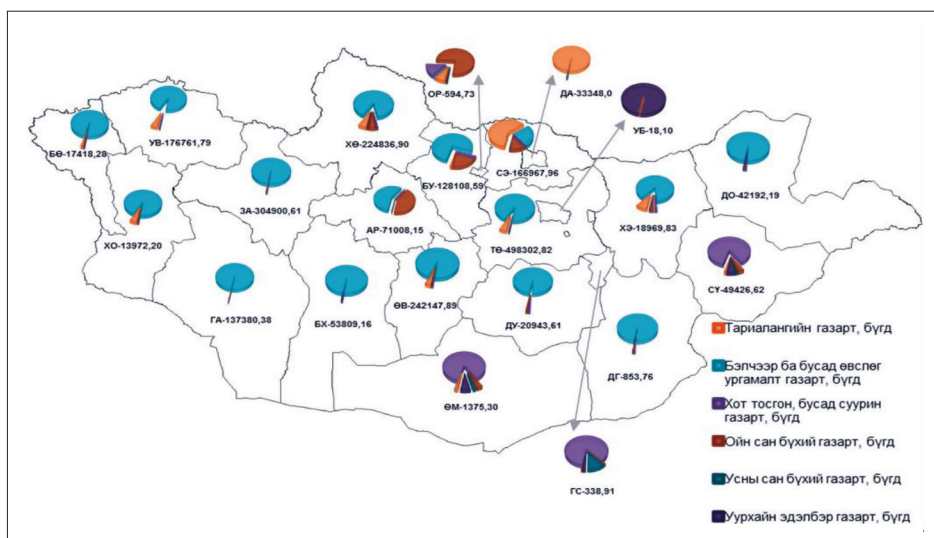 ОР-594,73
ДА-33348,0
УБ-18,10
БӨ-17418,28
УВ-176761,79
ХӨ-224836,90
БУ-128108,59
СЭ-166967,96
ДО-42192,19
ЗА-304900,61
АР-71008,15
ХО-13972,20
ТӨ-498302,82
ХЭ-18969,83
СҮ-49426,62
ГА-137380,38
БХ-53809,16
ӨВ-242147,89
ДУ-20943,61
ДГ-853,76
ӨМ-1375,30
ГС-338,91
Тариалангийн газарт, бүгд
Бэлчээр ба бусад өвслөг
ургамалт газарт, бүгд
Хот тосгон, бусад суурин
газарт, бүгд
Ойн сан бүхий газарт, бүгд
Усны сан бүхий газарт, бүгд
Уурхайн эдэлбэр газарт, бүгд